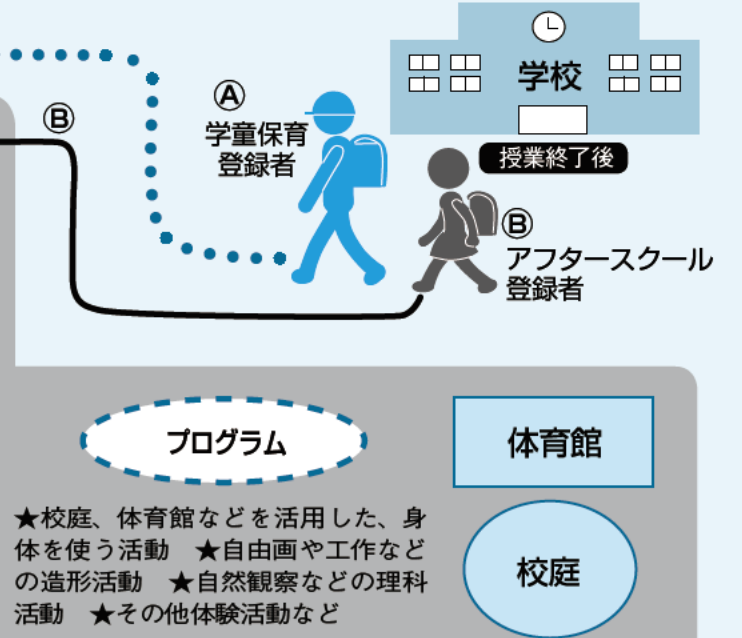 学校
授業終了後
Ⓐ
学童保育
登録者
Ⓑ
Ⓑ
アフタースクール
登録者
プログラム
体育館
★校庭、体育館などを活用した、身
体を使う活動　★自由画や工作など
の造形活動　★自然観察などの理科
活動　★その他体験活動など
校庭